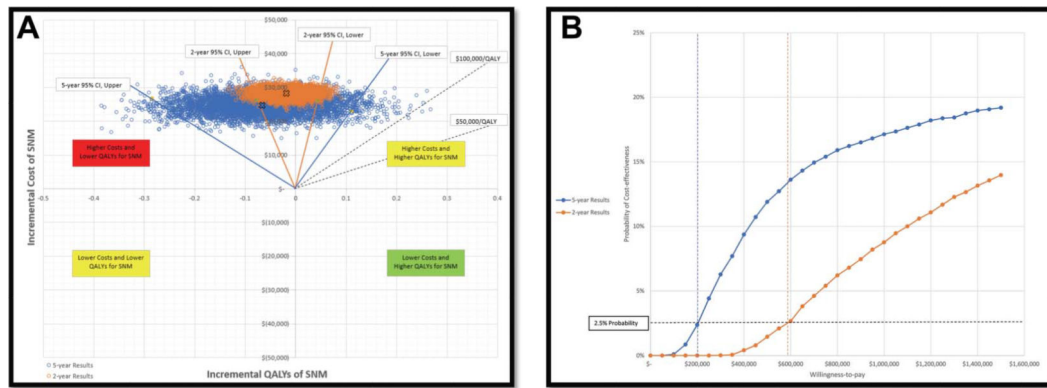 A
$50,000
2-year 95% CI, Lower
$40,000
2-year 95% CI, Upper
5-year 95% CI, Lower
$100,000/QALY
5-year 95% CI, Upper
$30,000
$20,000
$50,000/QALY
Higher Costs and
Lower QALYs for SNM
$10,000
Higher Costs and
Higher QALYs for SNM
$-
-0.5
-0.4
-0.3
-0.2
-0.1
0
0.1
0.2
0.3
0.4
$(10,000)
Lower Costs and Lower
QALYs for SNM
$(20,000)
Lower Costs and
Higher QALYs for SNM
$(30,000)
$(40,000)
$(50,000)
Incremental Cost of SNM
5-year Results
2-year Results
Incremental QALYs of SNM
B
25%
20%
15%
10%
5%
0%
Probability of Cost-effectiveness
5-year Results
2-year Results
2.5% Probability
$-
$200,000
$400,000
$600,000
$800,000
$1,000,000
$1,200,000
$1,400,000
$1,600,000
Willingness-to-pay